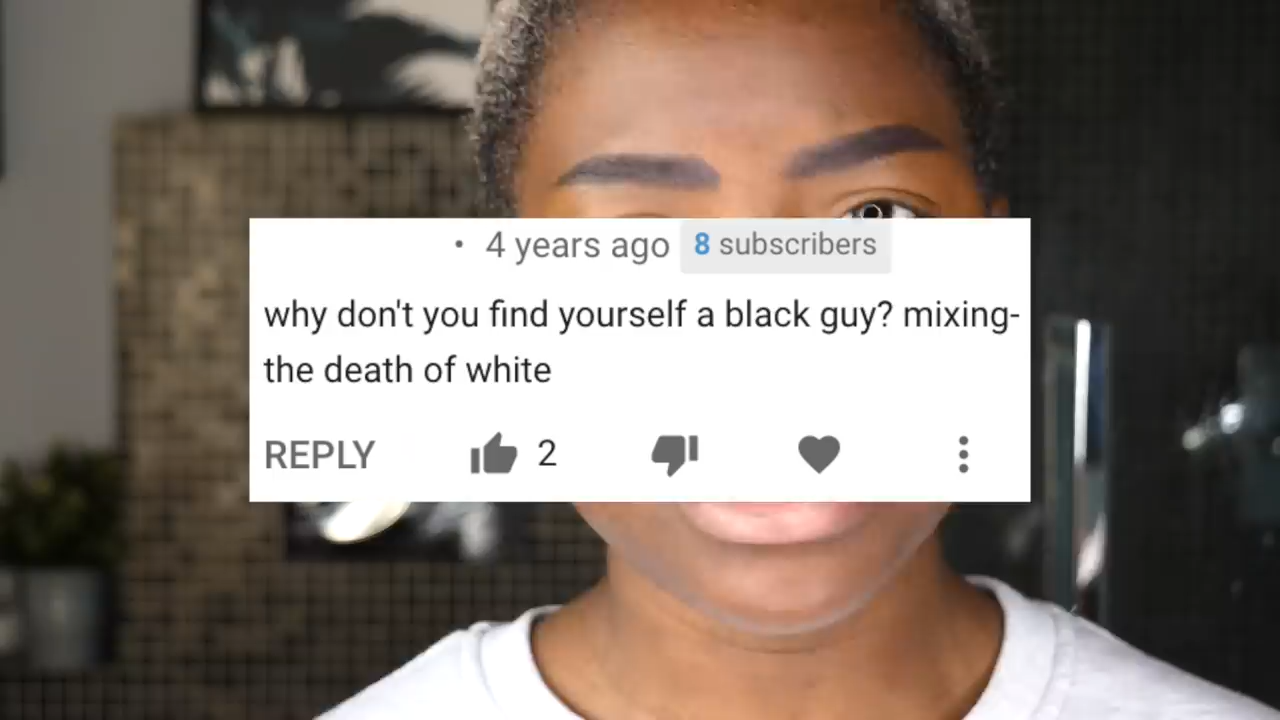 • 4 years ago 8 subscribers
why don't you find yourself a black guy? mixing-
the death of white
REPLY 2